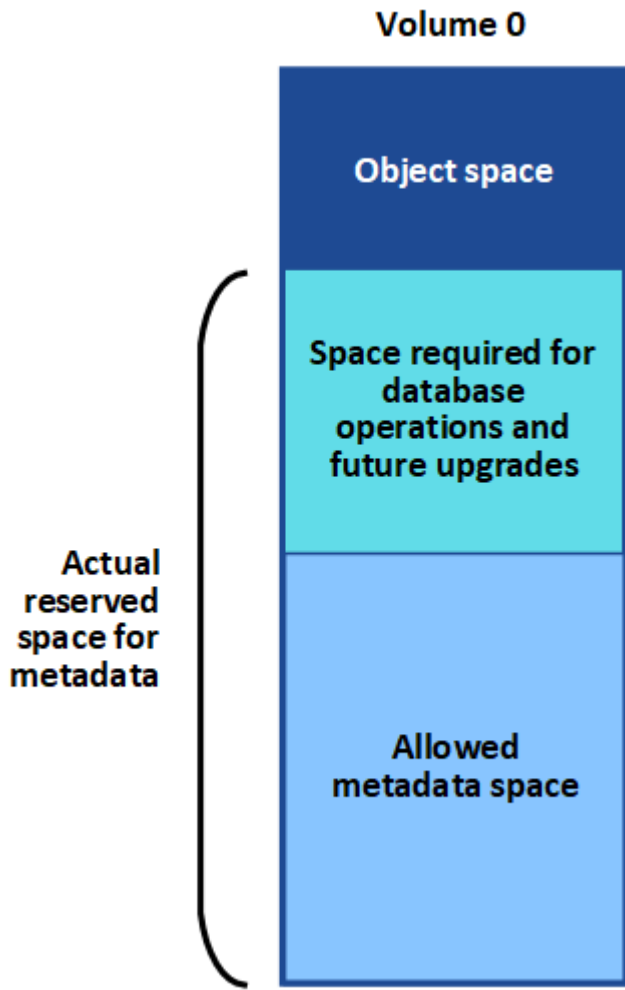 Volume 0
Object space
Space required for
database
operations and
future upgrades
Actual
reserved
space for
metadata
Allowed
metadata space